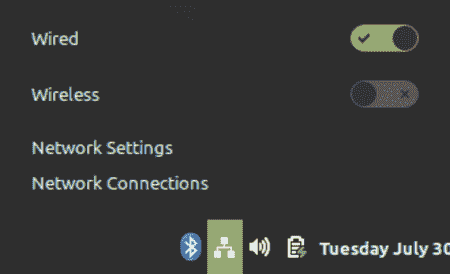 Wired
Wireless
Network Settings
Network Connections
Tuesday July 30